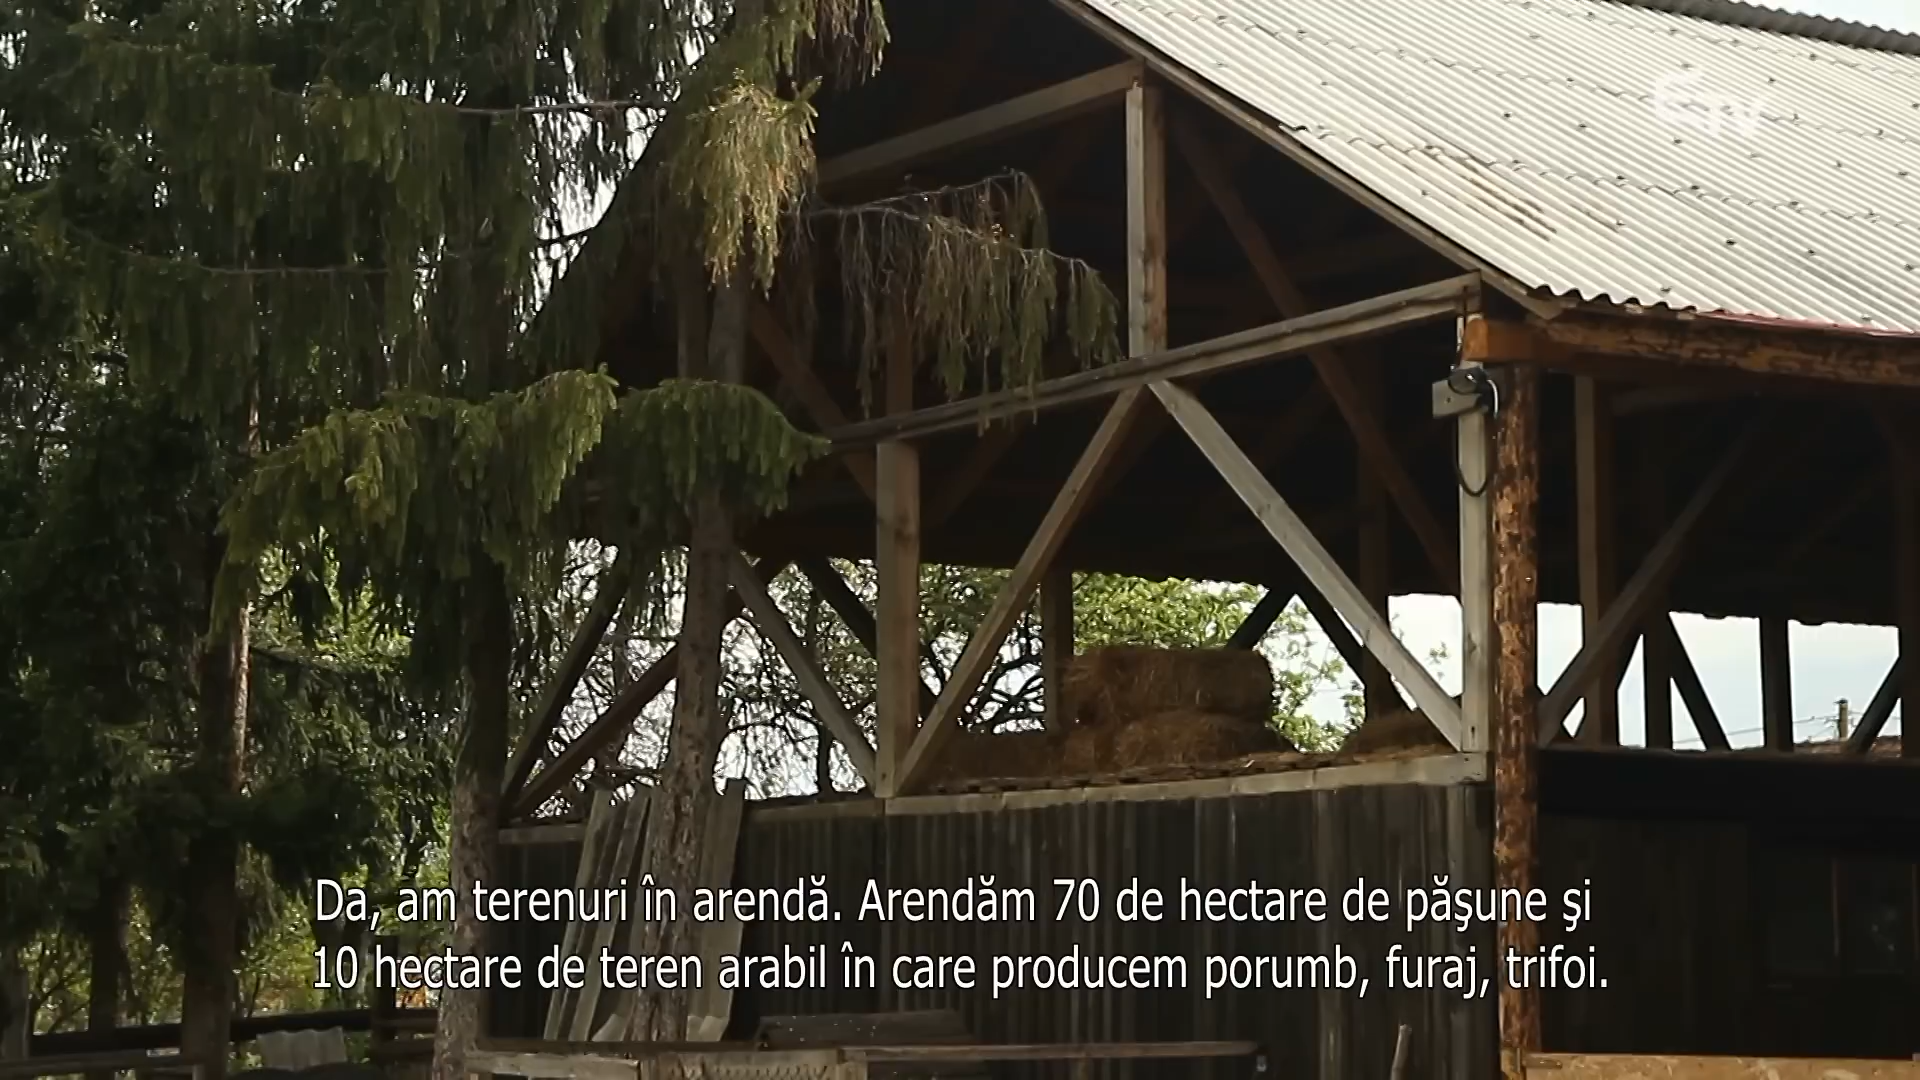 ETV
Da, am terenuri în arendă. Arendăm 70 de hectare de păşune şi
10 hectare de teren arabil în care producem porumb, furaj, trifoi.